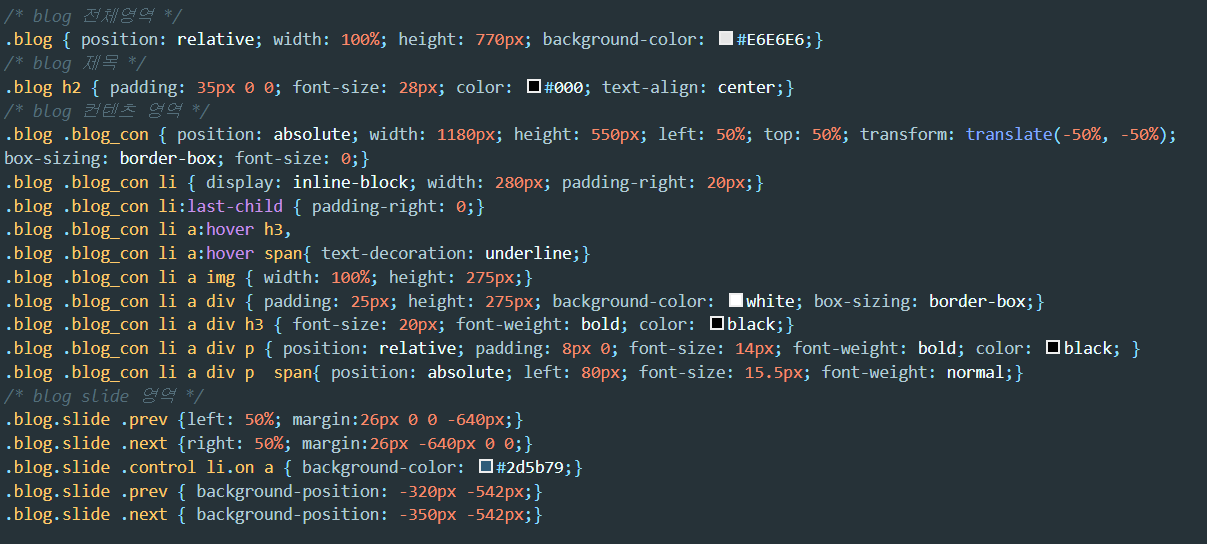 /* blog 전체영역 */
.blog { position: relative; width: 100%; height: 770px; background-color: #E6E6E6;}
/* blog 제목 */
.blog h2 { padding: 35px 0 0; font-size: 28px; color: #000; text-align: center;}
/* blog 컨텐츠 영역 */
.blog .blog_con { position: absolute; width: 1180px; height: 550px; left: 50%; top: 50%; transform: translate(-50%, -50%);
box-sizing: border-box; font-size: 0;}
.blog .blog_con li { display: inline-block; width: 280px; padding-right: 20px;}
.blog .blog_con li:last-child { padding-right: 0;}
.blog .blog_con li a:hover h3,
.blog .blog_con li a:hover span{ text-decoration: underline;}
.blog .blog_con li a img { width: 100%; height: 275px;}
.blog .blog_con li a div { padding: 25px; height: 275px; background-color: white; box-sizing: border-box;}
.blog .blog_con li a div h3 { font-size: 20px; font-weight: bold; color: black;}
.blog .blog_con li a div p { position: relative; padding: 8px 0; font-size: 14px; font-weight: bold; color: black; }
.blog .blog_con li a div p  span{ position: absolute; left: 80px; font-size: 15.5px; font-weight: normal;}
/* blog slide 영역 */
.blog.slide .prev {left: 50%; margin:26px 0 0 -640px;}
.blog.slide .next {right: 50%; margin:26px -640px 0 0;}
.blog.slide .control li.on a { background-color: #2d5b79;}
.blog.slide .prev { background-position: -320px -542px;}
.blog.slide .next { background-position: -350px -542px;}